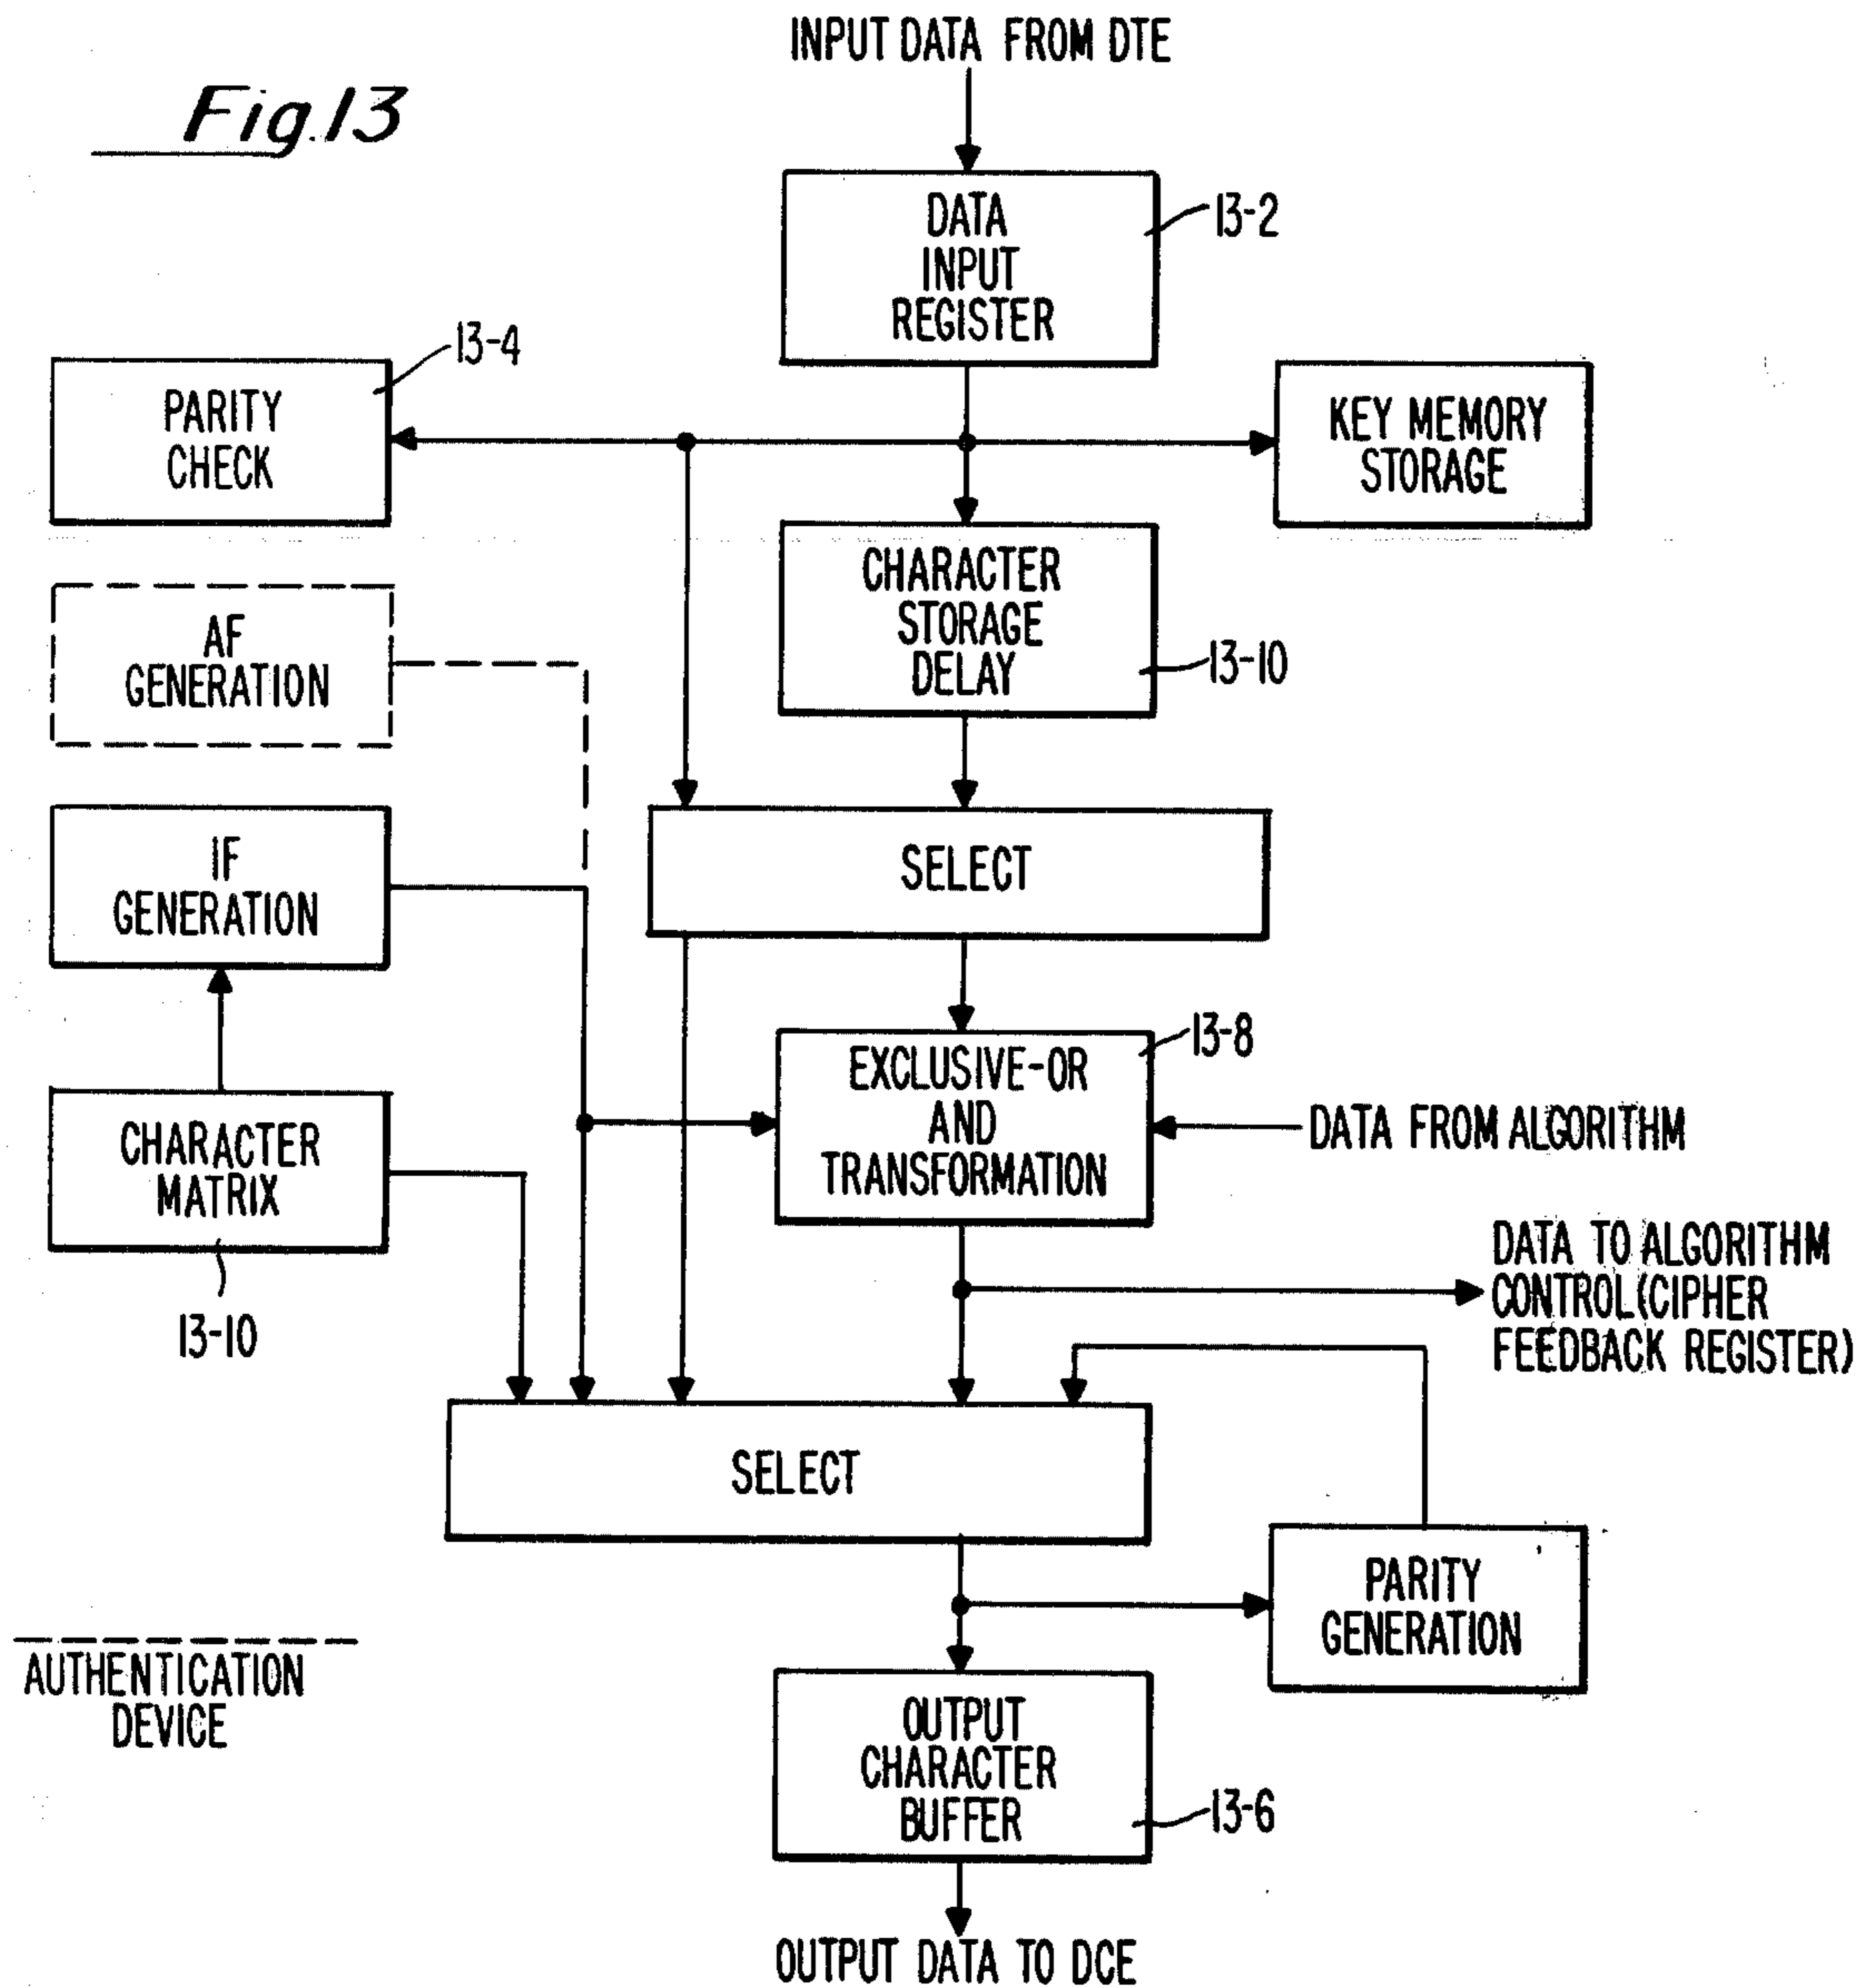 INPUT DATA FROM DTE
Fig.13
DATA
INPUT
REGISTER
13-2
PARITY
CHECK
13-4
KEY MEMORY
STORAGE
CHARACTER
STORAGE
DELAY
13-10
AF
GENERATION
SELECT
IF
GENERATION
EXCLUSIVE-OR
AND
TRANSFORMATION
13-8
DATA FROM ALGORITHM
CHARACTER
MATRIX
13-10
DATA TO ALGORITHM
CONTROL(CIPHER
FEEDBACK REGISTER)
SELECT
PARITY
GENERATION
AUTHENTICATION
DEVICE
OUTPUT
CHARACTER
BUFFER
13-6
OUTPUT DATA TO DCE